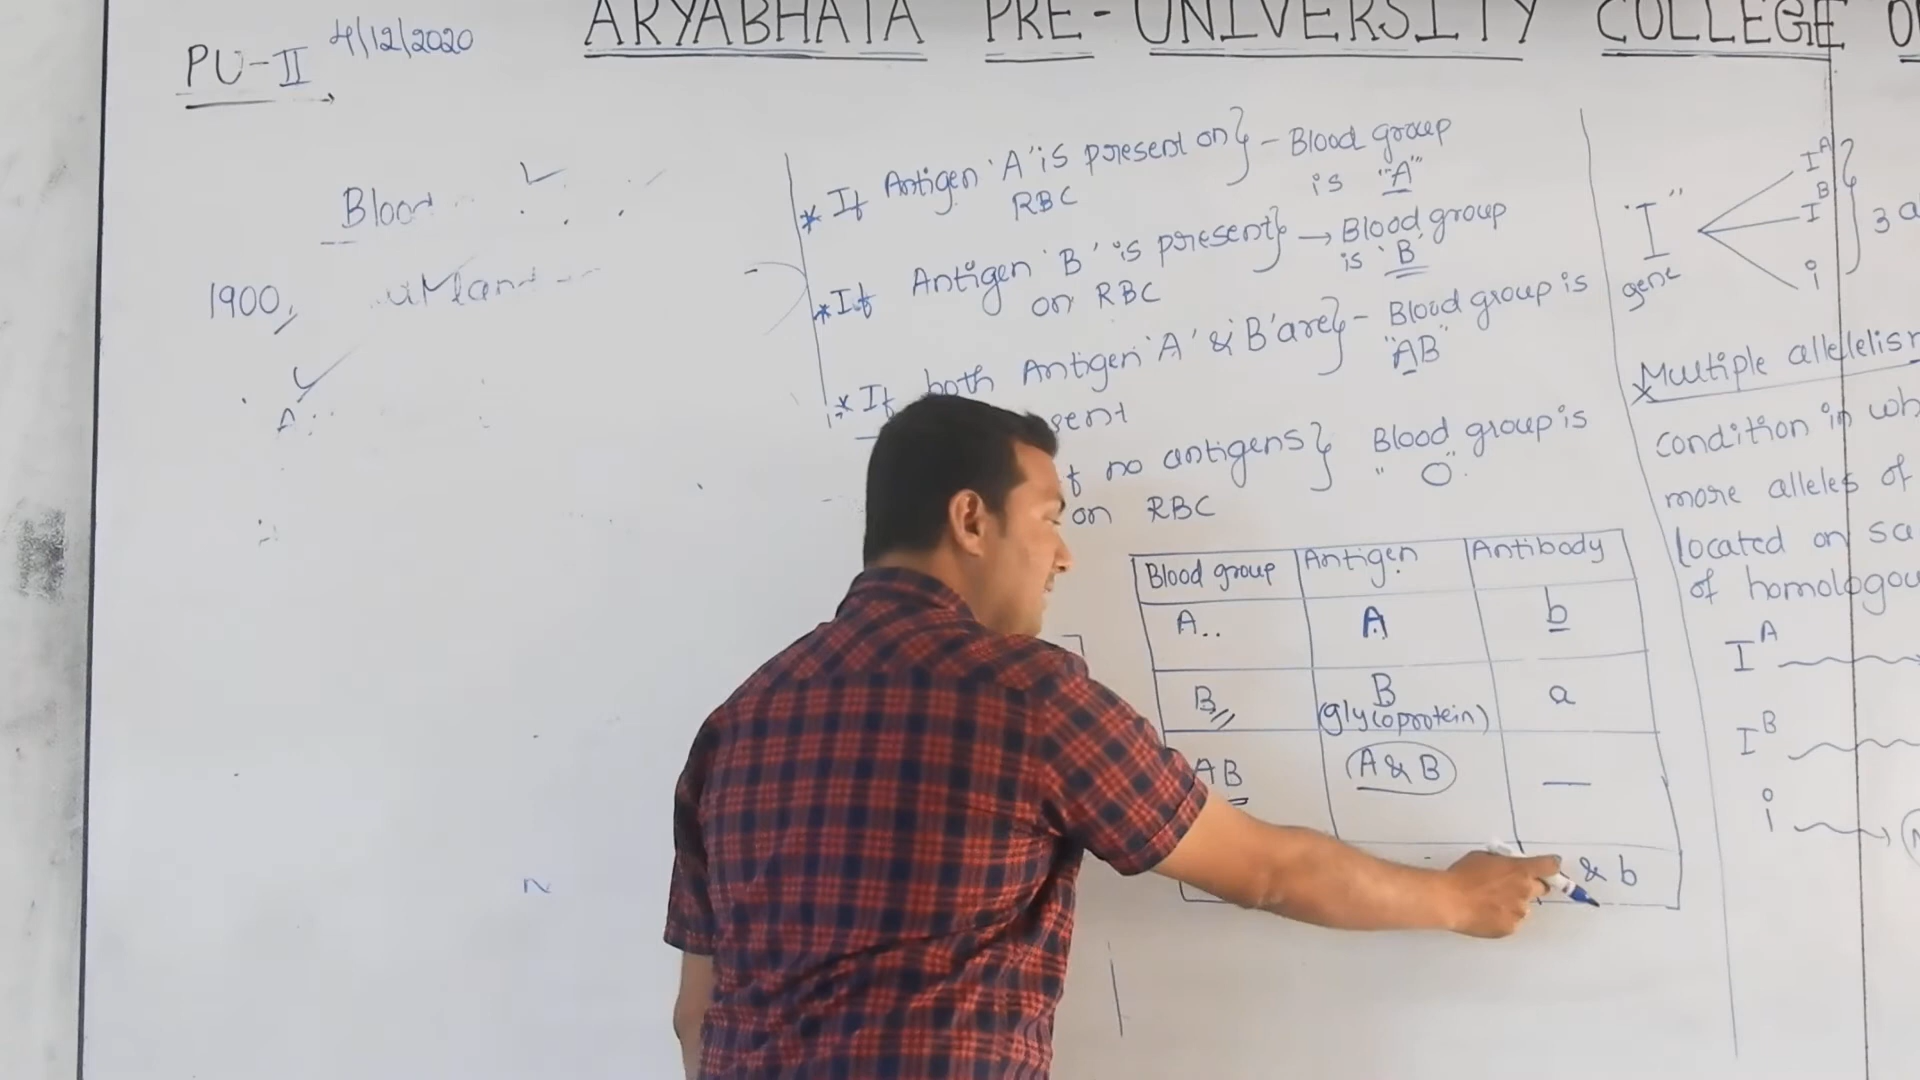 ARYABHATA PRE-UNIVERSITY COLLEGE
PU-II 4/12/2020
Blood
1900,
* If Antigen 'A' is present on } - Blood group
RBC is "A"
* If Antigen 'B' is present } → Blood group
on RBC is 'B'
* If both Antigen 'A' & 'B' are } - Blood group is
"AB"
no antigens } Blood group is
on RBC "O"
Blood group Antigen Antibody
A.. A b
B B a
(glycoprotein)
AB A & B —
& b
"I" gene
I^A
I^B
i
3
Multiple
condition in
more alleles of
located on
of
I^A
I^B
i